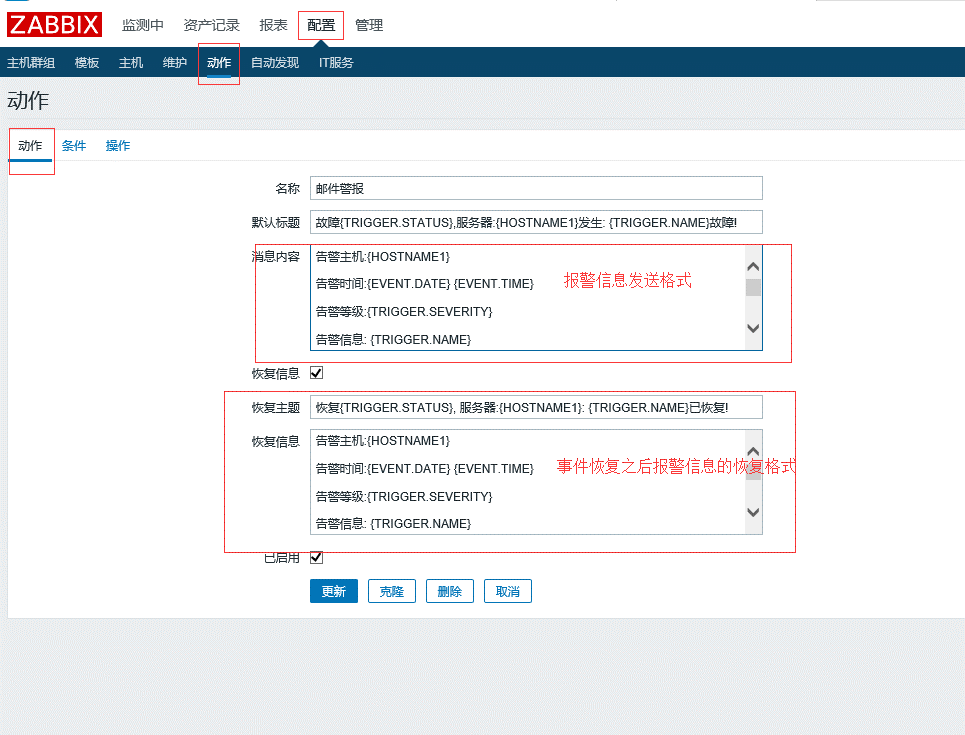 ZABBIX 监测中 资产记录 报表 配置 管理
主机群组 模板 主机 维护 动作 自动发现 IT服务
动作
动作 条件 操作
名称 邮件警报
默认标题 故障{TRIGGER.STATUS},服务器:{HOSTNAME1}发生: {TRIGGER.NAME}故障!
消息内容 告警主机:{HOSTNAME1}
告警时间:{EVENT.DATE} {EVENT.TIME} 报警信息发送格式
告警等级:{TRIGGER.SEVERITY}
告警信息: {TRIGGER.NAME}
恢复信息
恢复主题 恢复{TRIGGER.STATUS}, 服务器:{HOSTNAME1}: {TRIGGER.NAME}已恢复!
恢复信息 告警主机:{HOSTNAME1}
告警时间:{EVENT.DATE} {EVENT.TIME} 事件恢复之后报警信息的恢复格式
告警等级:{TRIGGER.SEVERITY}
告警信息: {TRIGGER.NAME}
已启用
更新 克隆 删除 取消